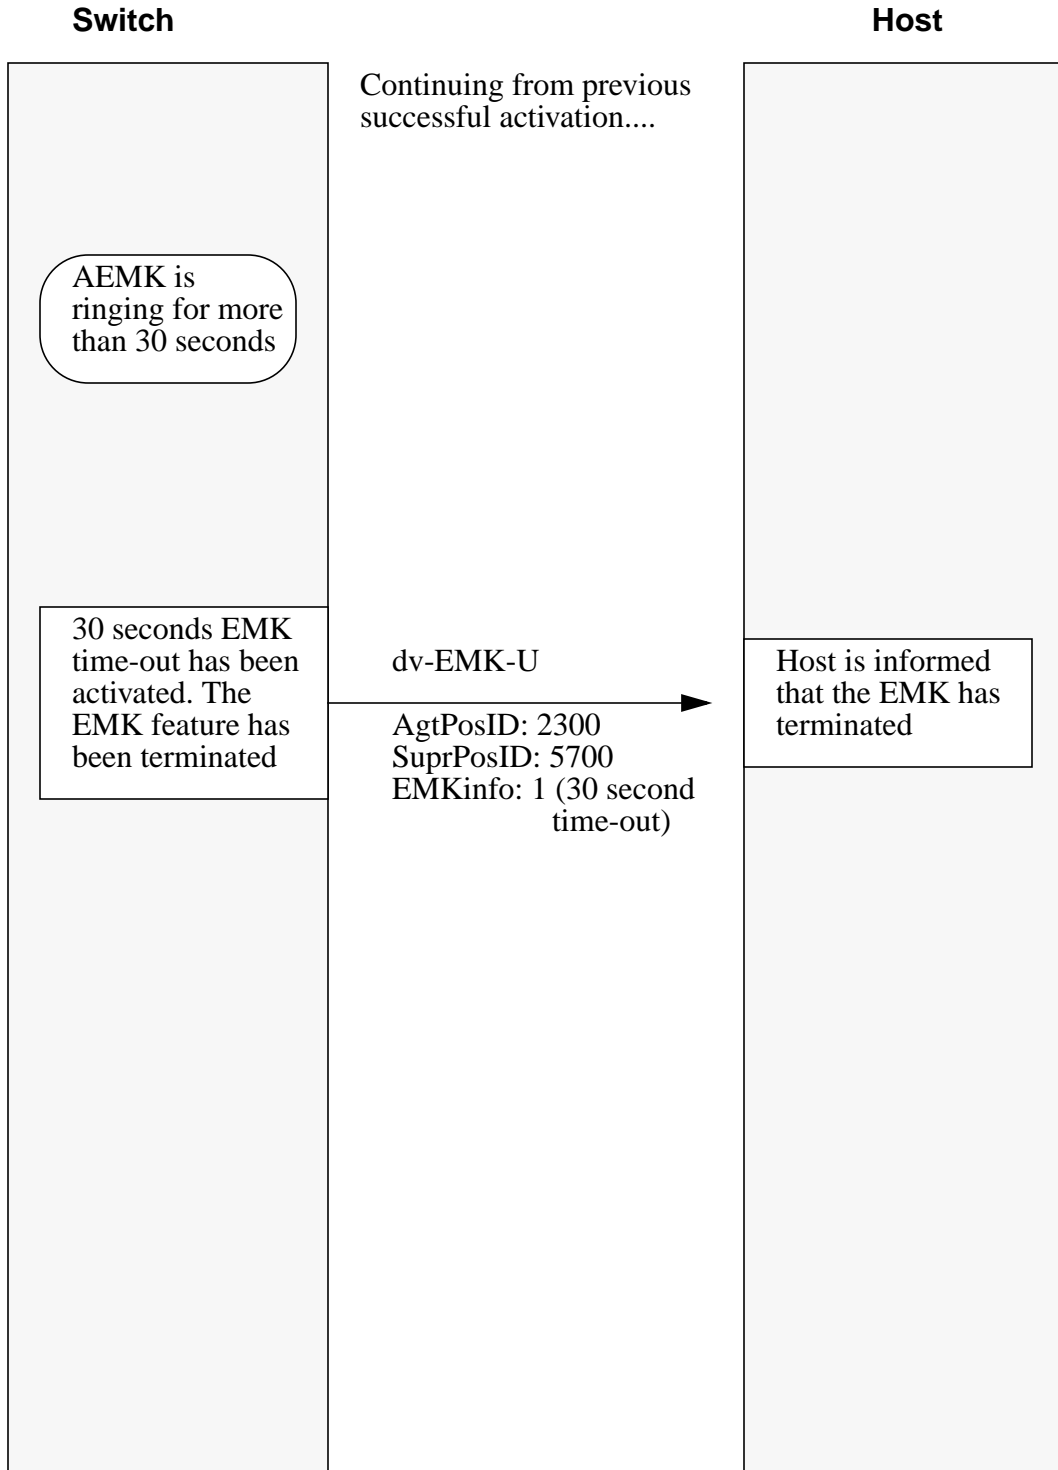 Switch
Host
Continuing from previous
successful activation....
AEMK is
ringing for more
than 30 seconds
30 seconds EMK
time-out has been
activated. The
EMK feature has
been terminated
dv-EMK-U
AgtPosID: 2300
SuprPosID: 5700
EMKinfo: 1 (30 second
time-out)
Host is informed
that the EMK has
terminated